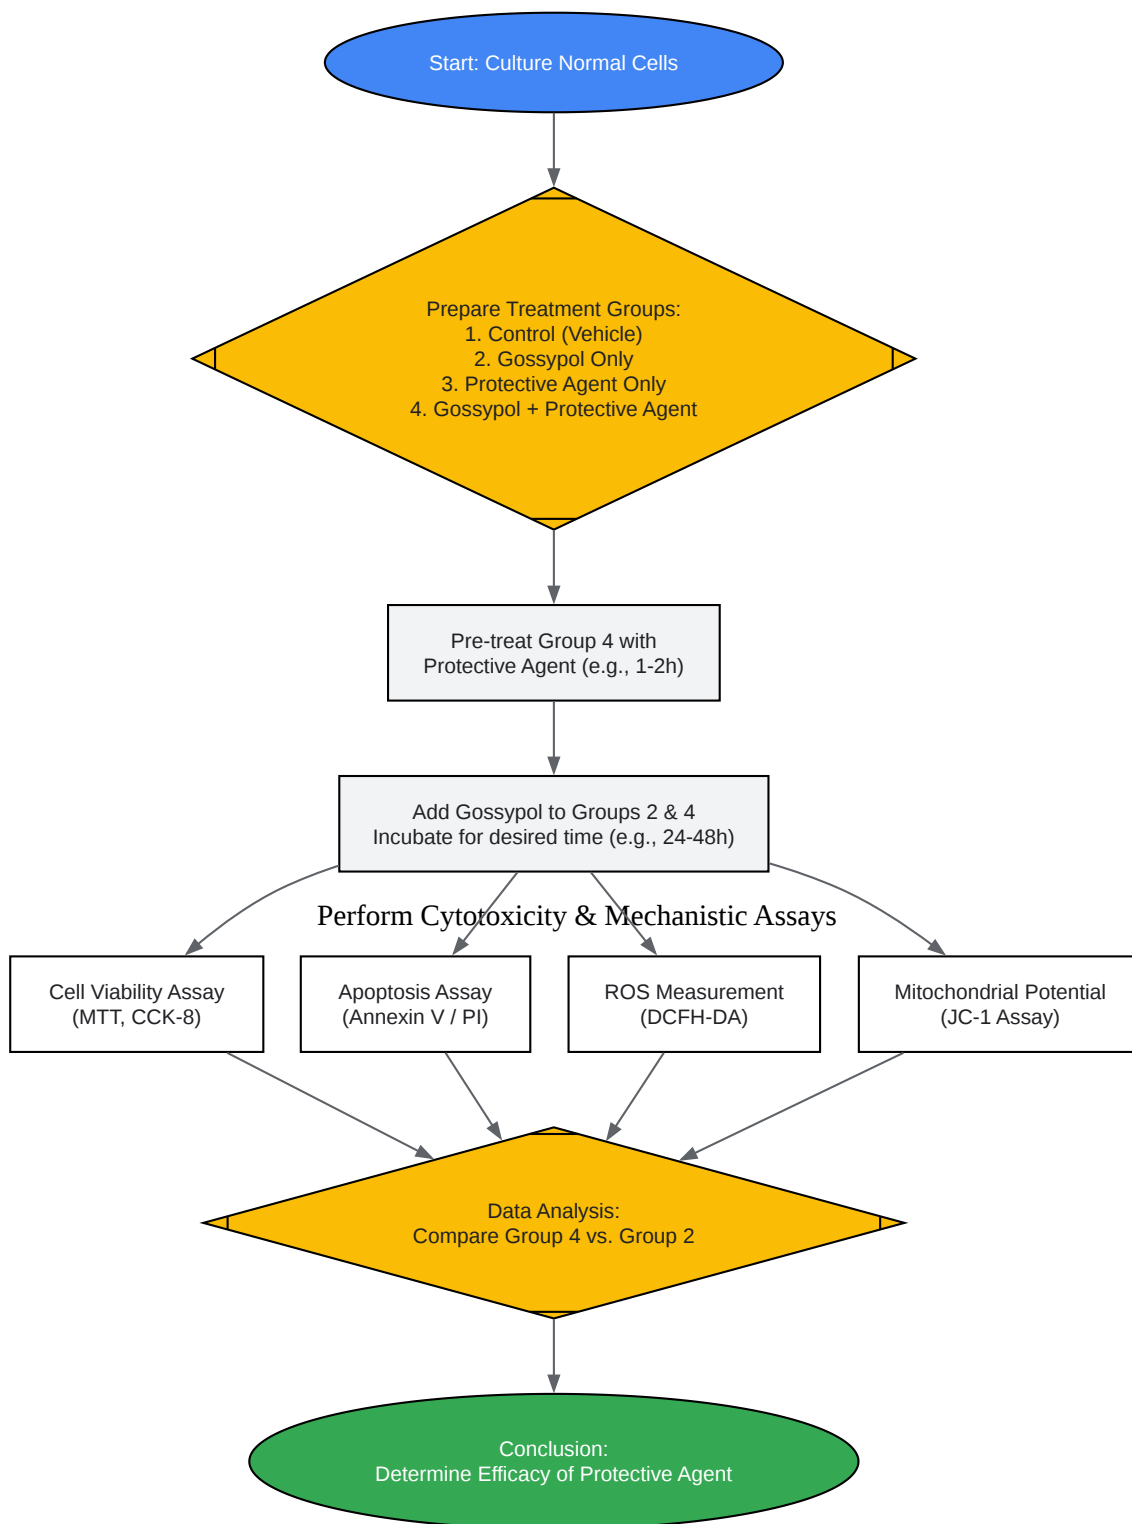 Start: Culture Normal Cells
Prepare Treatment Groups:
1. Control (Vehicle)
2. Gossypol Only
3. Protective Agent Only
4. Gossypol + Protective Agent
Pre-treat Group 4 with
Protective Agent (e.g., 1-2h)
Add Gossypol to Groups 2 & 4
Incubate for desired time (e.g., 24-48h)
Perform Cytotoxicity & Mechanistic Assays
Cell Viability Assay
(MTT, CCK-8)
Apoptosis Assay
(Annexin V / PI)
ROS Measurement
(DCFH-DA)
Mitochondrial Potential
(JC-1 Assay)
Data Analysis:
Compare Group 4 vs. Group 2
Conclusion:
Determine Efficacy of Protective Agent